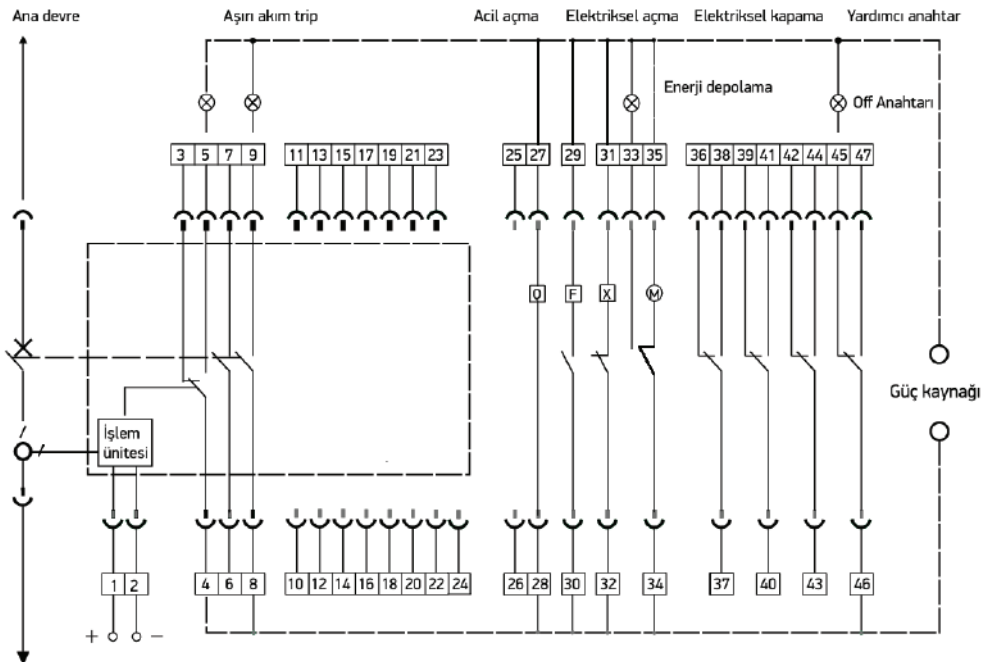 Ana devre Aşırı akım trip Acil açma Elektriksel açma Elektriksel kapama Yardımcı anahtar
Enerji depolama
Off Anahtarı
3 5 7 9 11 13 15 17 19 21 23 25 27 29 31 33 35 36 38 39 41 42 44 45 47
Q F X M
Güç kaynağı
İşlem
ünitesi
1 2 4 6 8 10 12 14 16 18 20 22 24 26 28 30 32 34 37 40 43 46
+ −